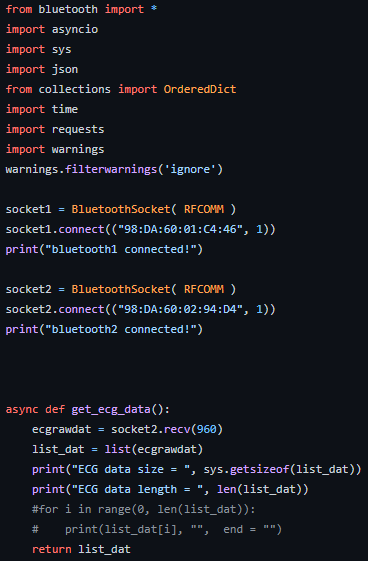 from bluetooth import *
import asyncio
import sys
import json
from collections import OrderedDict
import time
import requests
import warnings
warnings.filterwarnings('ignore')

socket1 = BluetoothSocket( RFCOMM )
socket1.connect(("98:DA:60:01:C4:46", 1))
print("bluetooth1 connected!")

socket2 = BluetoothSocket( RFCOMM )
socket2.connect(("98:DA:60:02:94:D4", 1))
print("bluetooth2 connected!")

async def get_ecg_data():
    ecgrawdat = socket2.recv(960)
    list_dat = list(ecgrawdat)
    print("ECG data size = ", sys.getsizeof(list_dat))
    print("ECG data length = ", len(list_dat))
    #for i in range(0, len(list_dat)):
    #    print(list_dat[i], "",  end = "")
    return list_dat